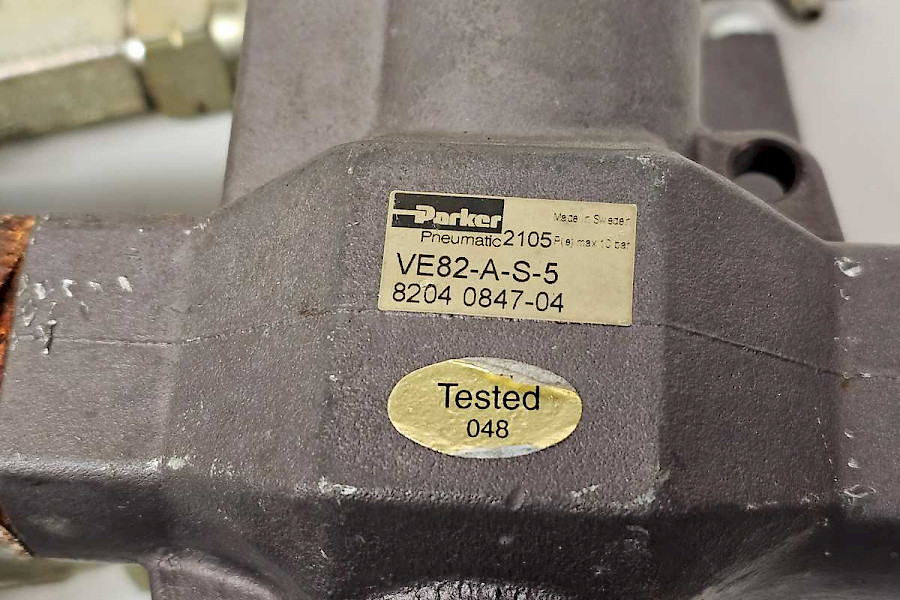 Parker Made in Sweden
Pneumatic 2105 P(e) max 10 bar
VE82-A-S-5
8204 0847-04
Tested
048